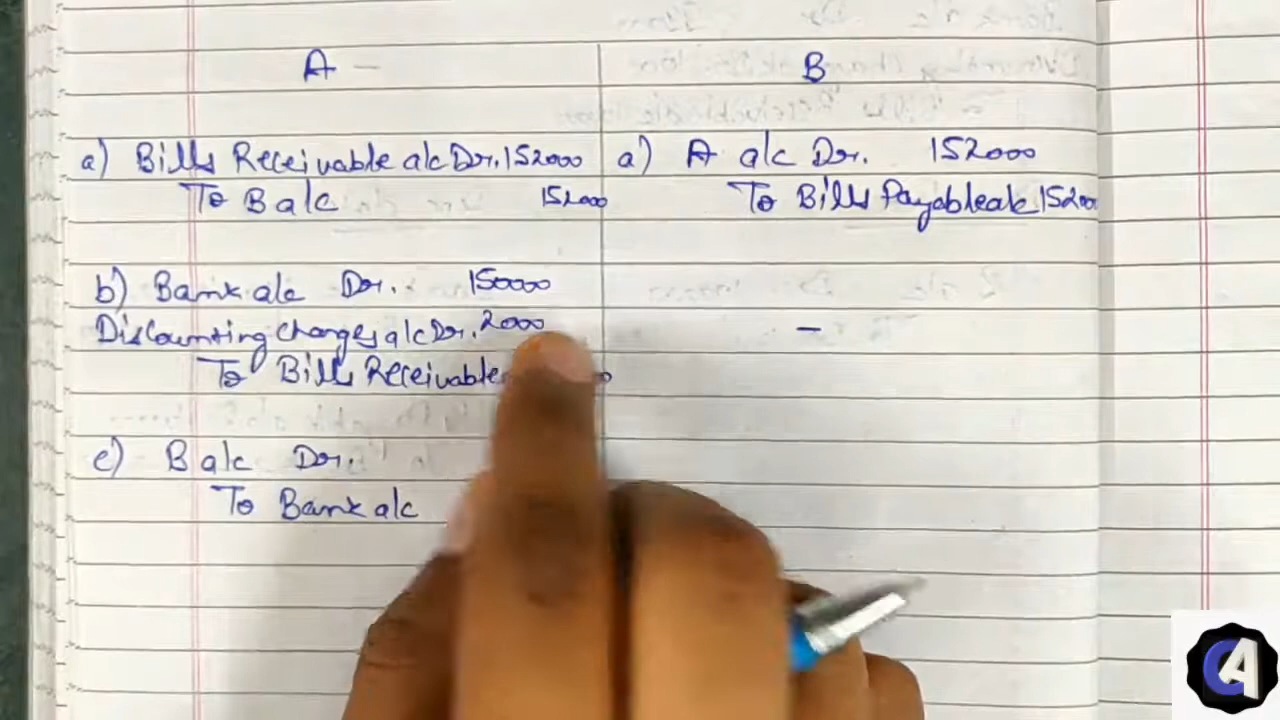 A - B
a) Bills Receivable a/c Dr. 152000 a) A a/c Dr. 152000
To B a/c 152000 To Bills Payable a/c 152000
b) Bank a/c Dr. 150000
Discounting Charges a/c Dr. 2000 -
To Bills Receivable
c) B a/c Dr.
To Bank a/c
CA